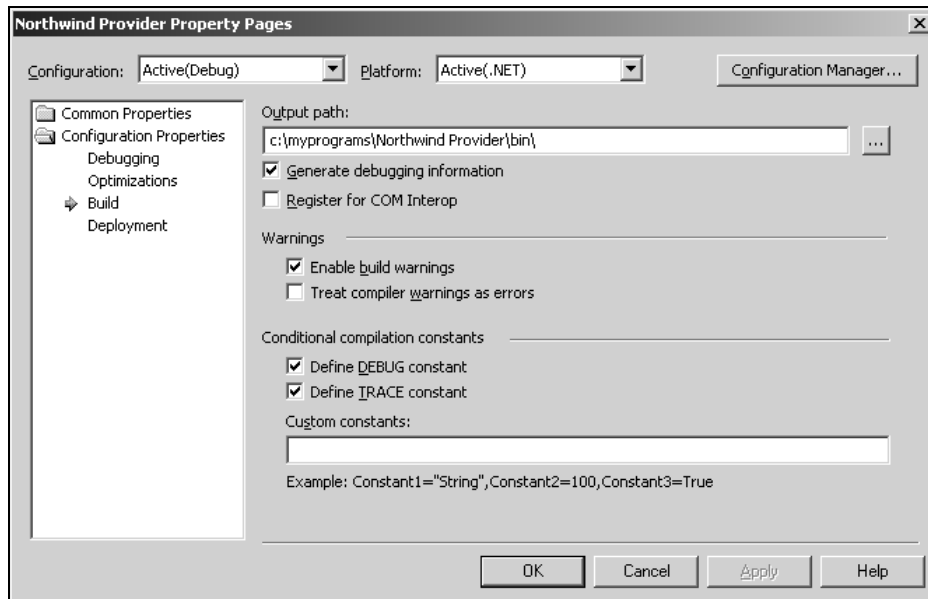 Northwind Provider Property Pages
Configuration: Active(Debug) Platform: Active(.NET) Configuration Manager...
Common Properties
Configuration Properties
Debugging
Optimizations
Build
Deployment
Output path:
c:\myprograms\Northwind Provider\bin\ ...
Generate debugging information
Register for COM Interop
Warnings
Enable build warnings
Treat compiler warnings as errors
Conditional compilation constants
Define DEBUG constant
Define TRACE constant
Custom constants:
Example: Constant1="String",Constant2=100,Constant3=True
OK Cancel Apply Help